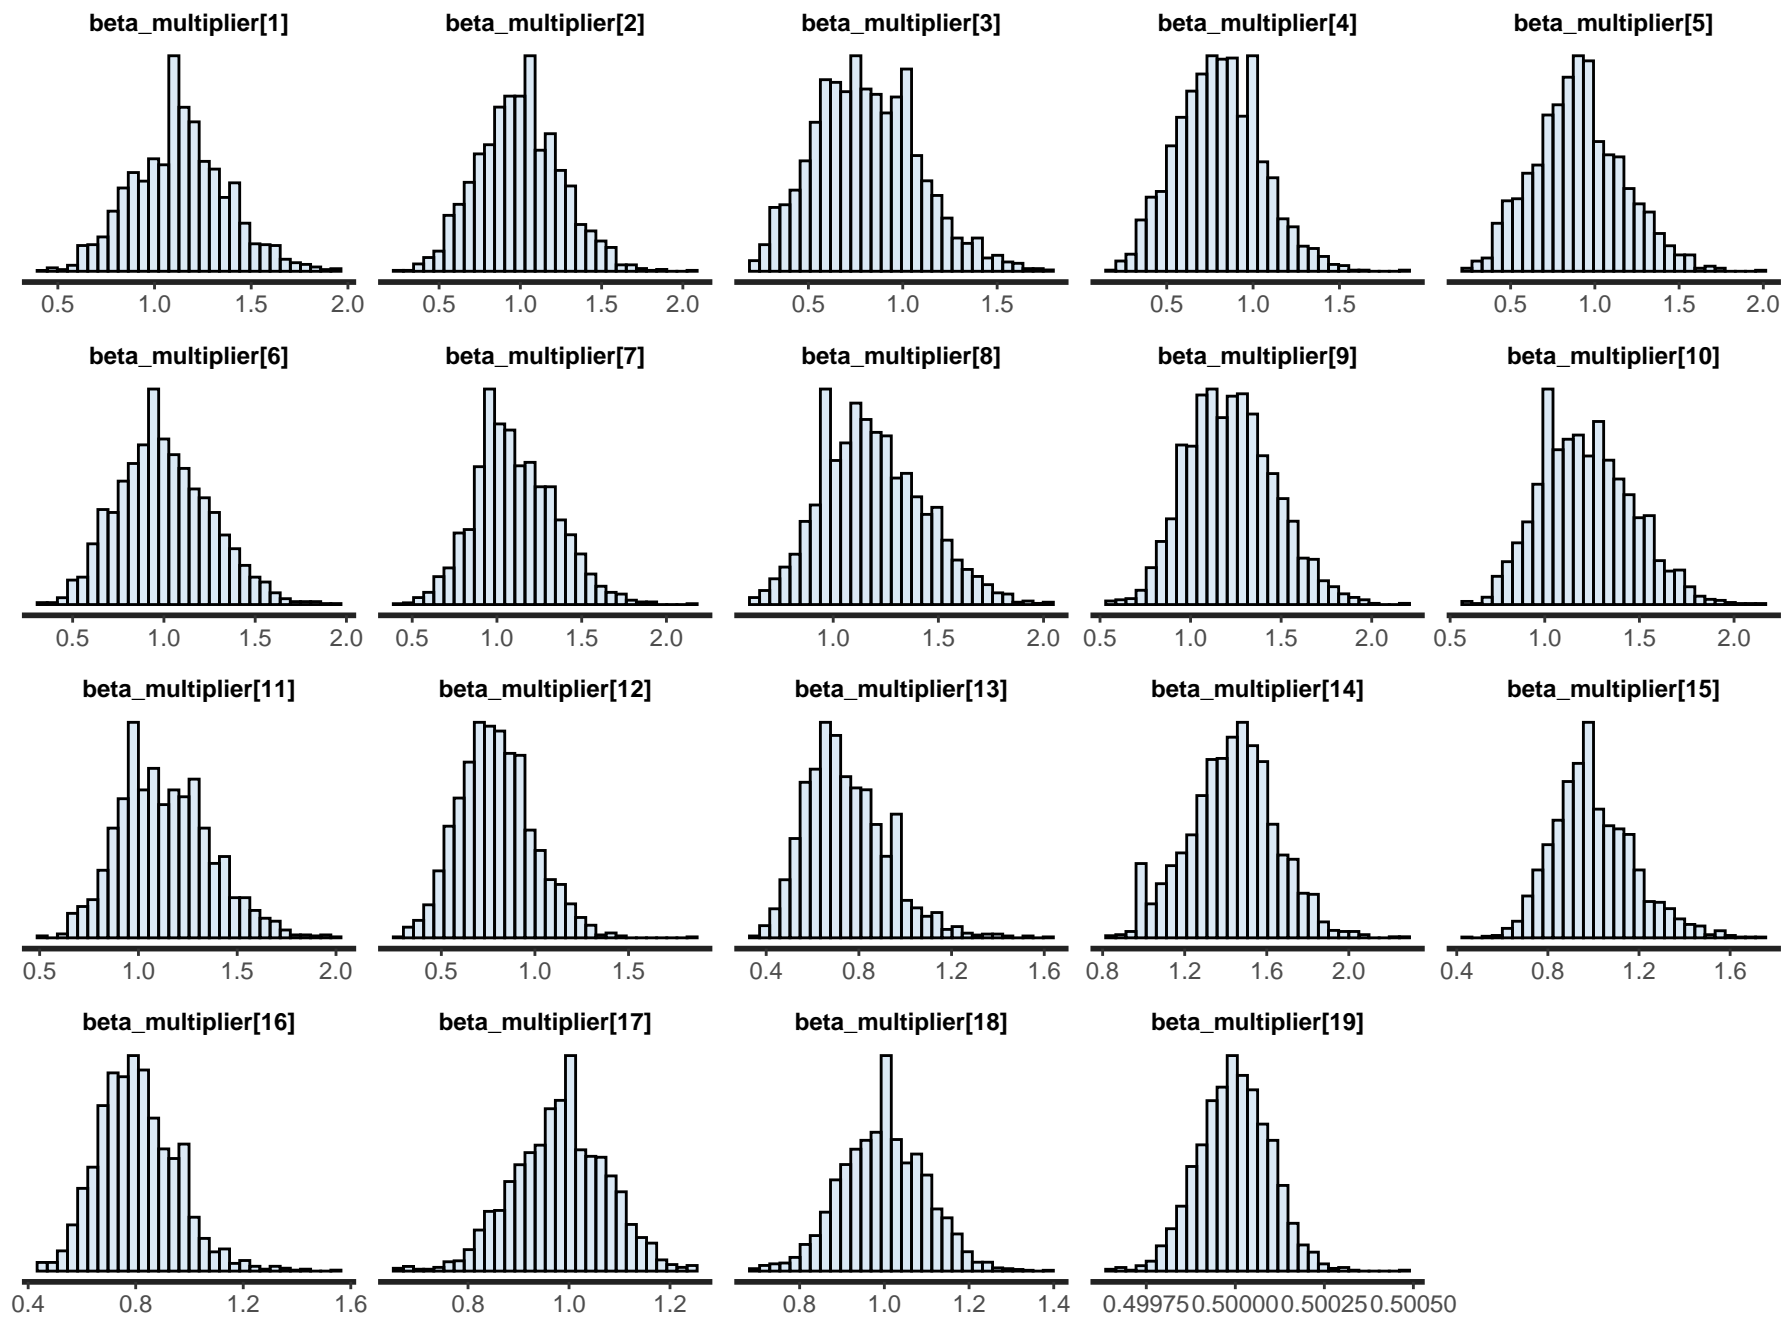 beta_multiplier[1] beta_multiplier[2] beta_multiplier[3] beta_multiplier[4] beta_multiplier[5]
0.5 1.0 1.5 2.0 0.5 1.0 1.5 2.0 0.5 1.0 1.5 0.5 1.0 1.5 0.5 1.0 1.5 2.0
beta_multiplier[6] beta_multiplier[7] beta_multiplier[8] beta_multiplier[9] beta_multiplier[10]
0.5 1.0 1.5 2.0 0.5 1.0 1.5 2.0 1.0 1.5 2.0 0.5 1.0 1.5 2.0 0.5 1.0 1.5 2.0
beta_multiplier[11] beta_multiplier[12] beta_multiplier[13] beta_multiplier[14] beta_multiplier[15]
0.5 1.0 1.5 2.0 0.5 1.0 1.5 0.4 0.8 1.2 1.6 0.8 1.2 1.6 2.0 0.4 0.8 1.2 1.6
beta_multiplier[16] beta_multiplier[17] beta_multiplier[18] beta_multiplier[19]
0.4 0.8 1.2 1.6 0.8 1.0 1.2 0.8 1.0 1.2 1.4 0.49975 0.50000 0.50025 0.50050